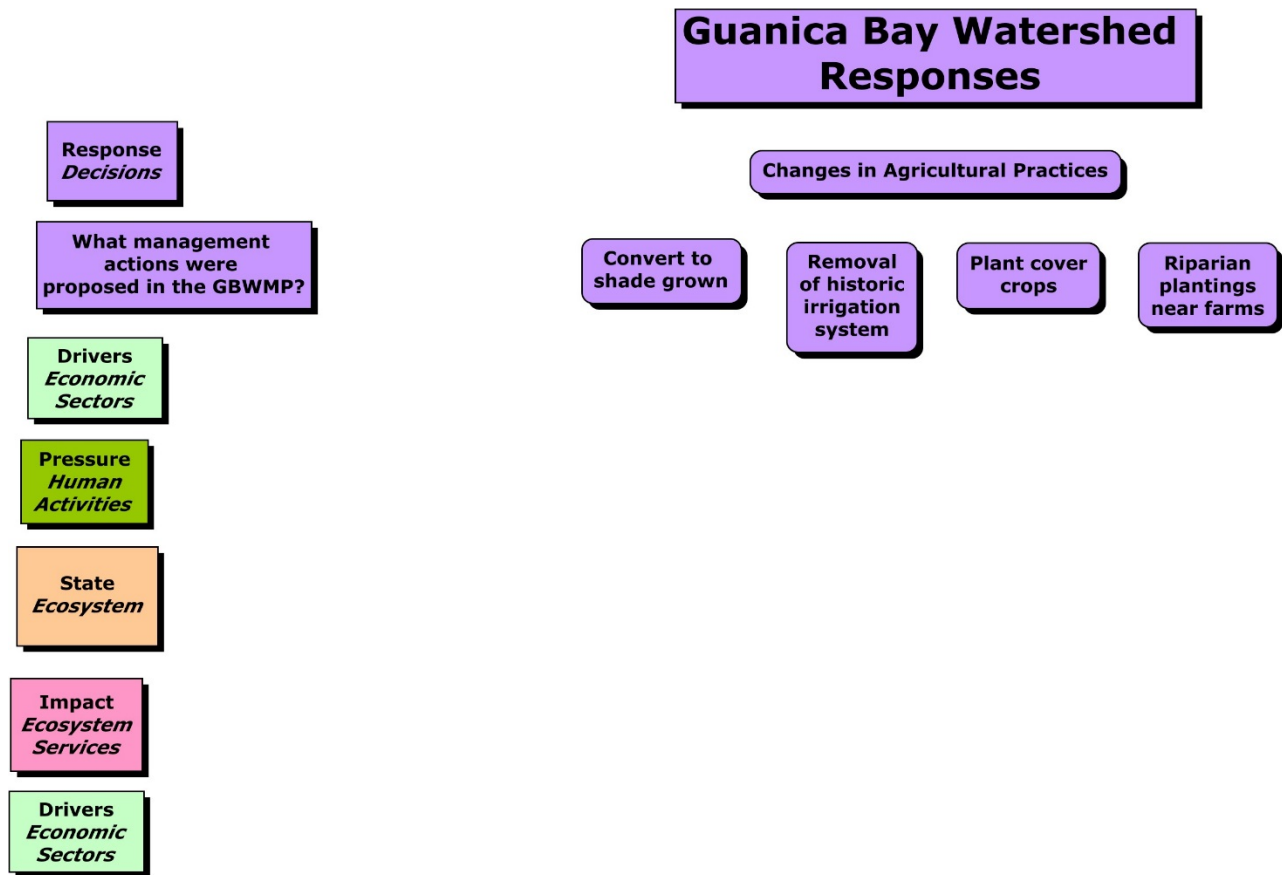 Guanica Bay Watershed
Responses
Response
Decisions
Changes in Agricultural Practices
What management
actions were
proposed in the GBWMP?
Convert to
shade grown
Removal
of historic
irrigation
system
Plant cover
crops
Riparian
plantings
near farms
Drivers
Economic
Sectors
Pressure
Human
Activities
State
Ecosystem
Impact
Ecosystem
Services
Drivers
Economic
Sectors